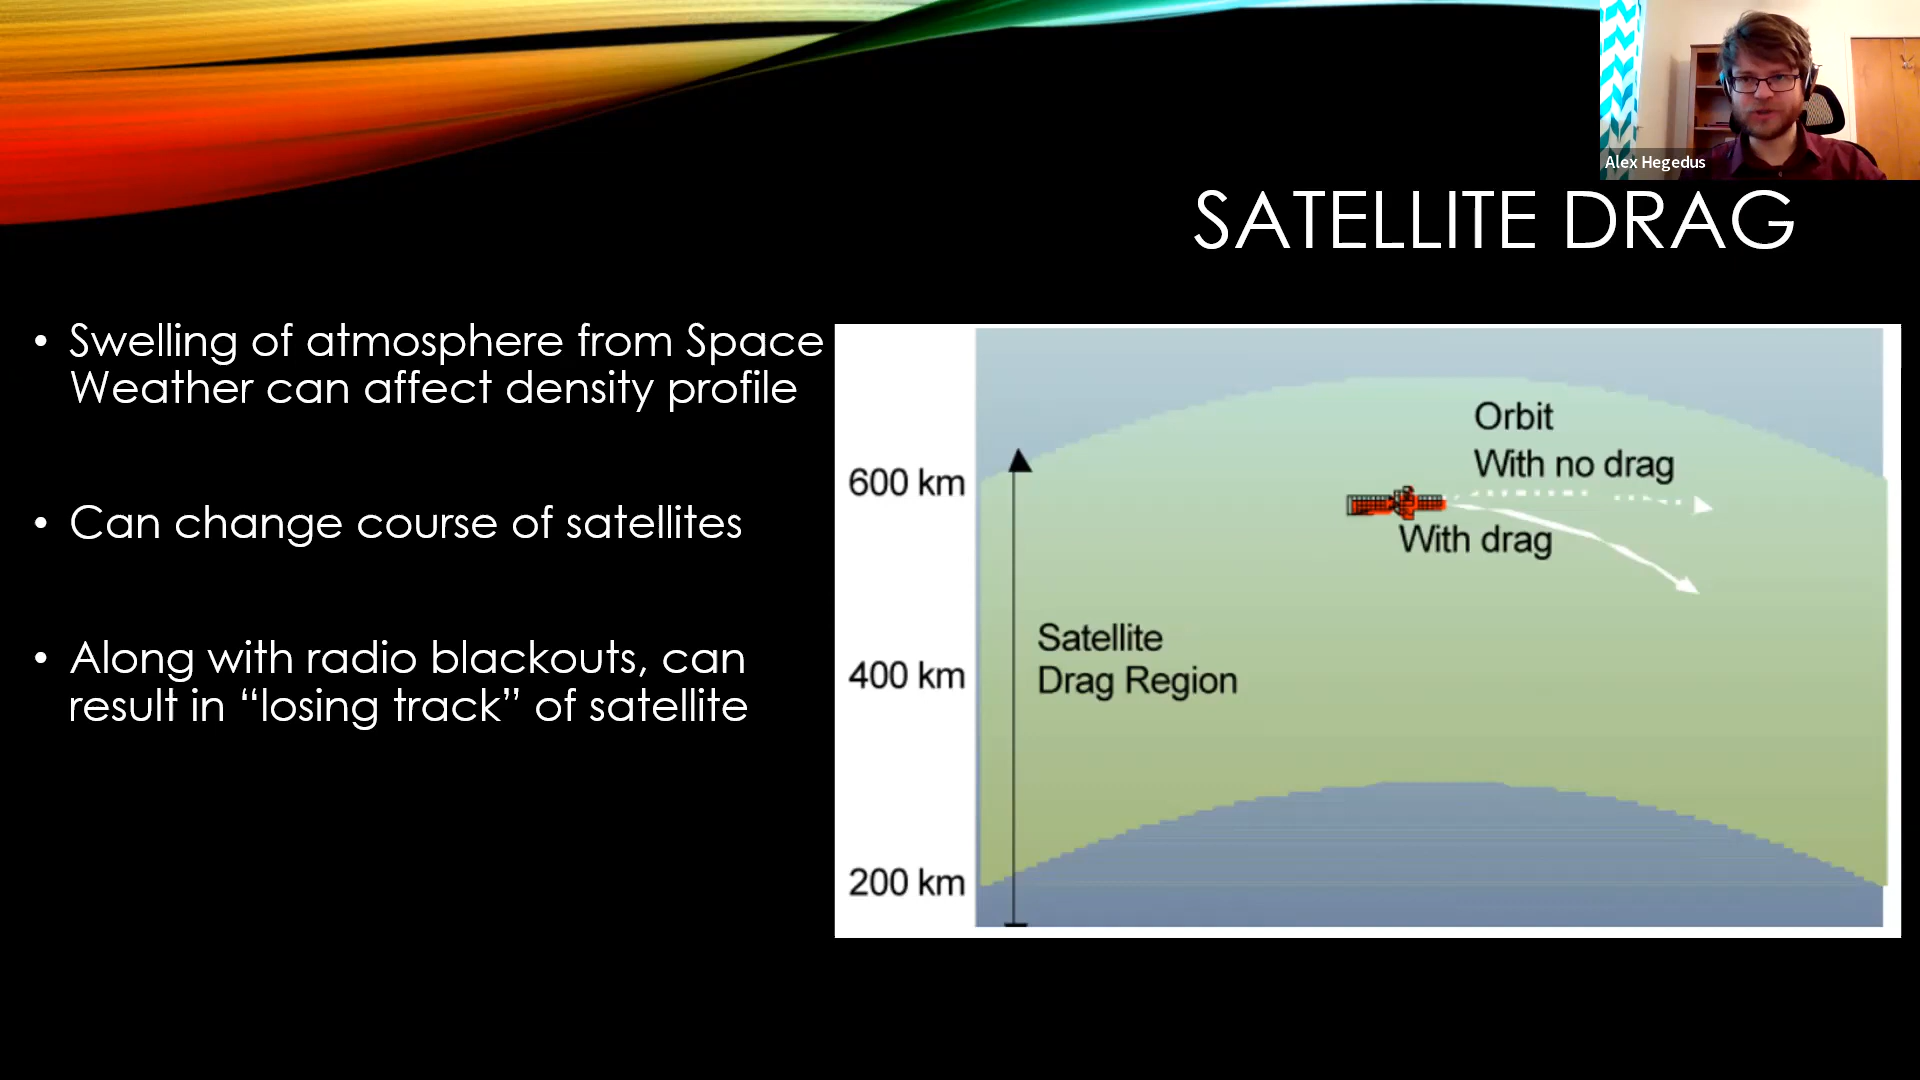 Alex Hegedus
SATELLITE DRAG
• Swelling of atmosphere from Space
Weather can affect density profile
• Can change course of satellites
• Along with radio blackouts, can
result in “losing track” of satellite
Orbit
With no drag
With drag
600 km
Satellite
Drag Region
400 km
200 km